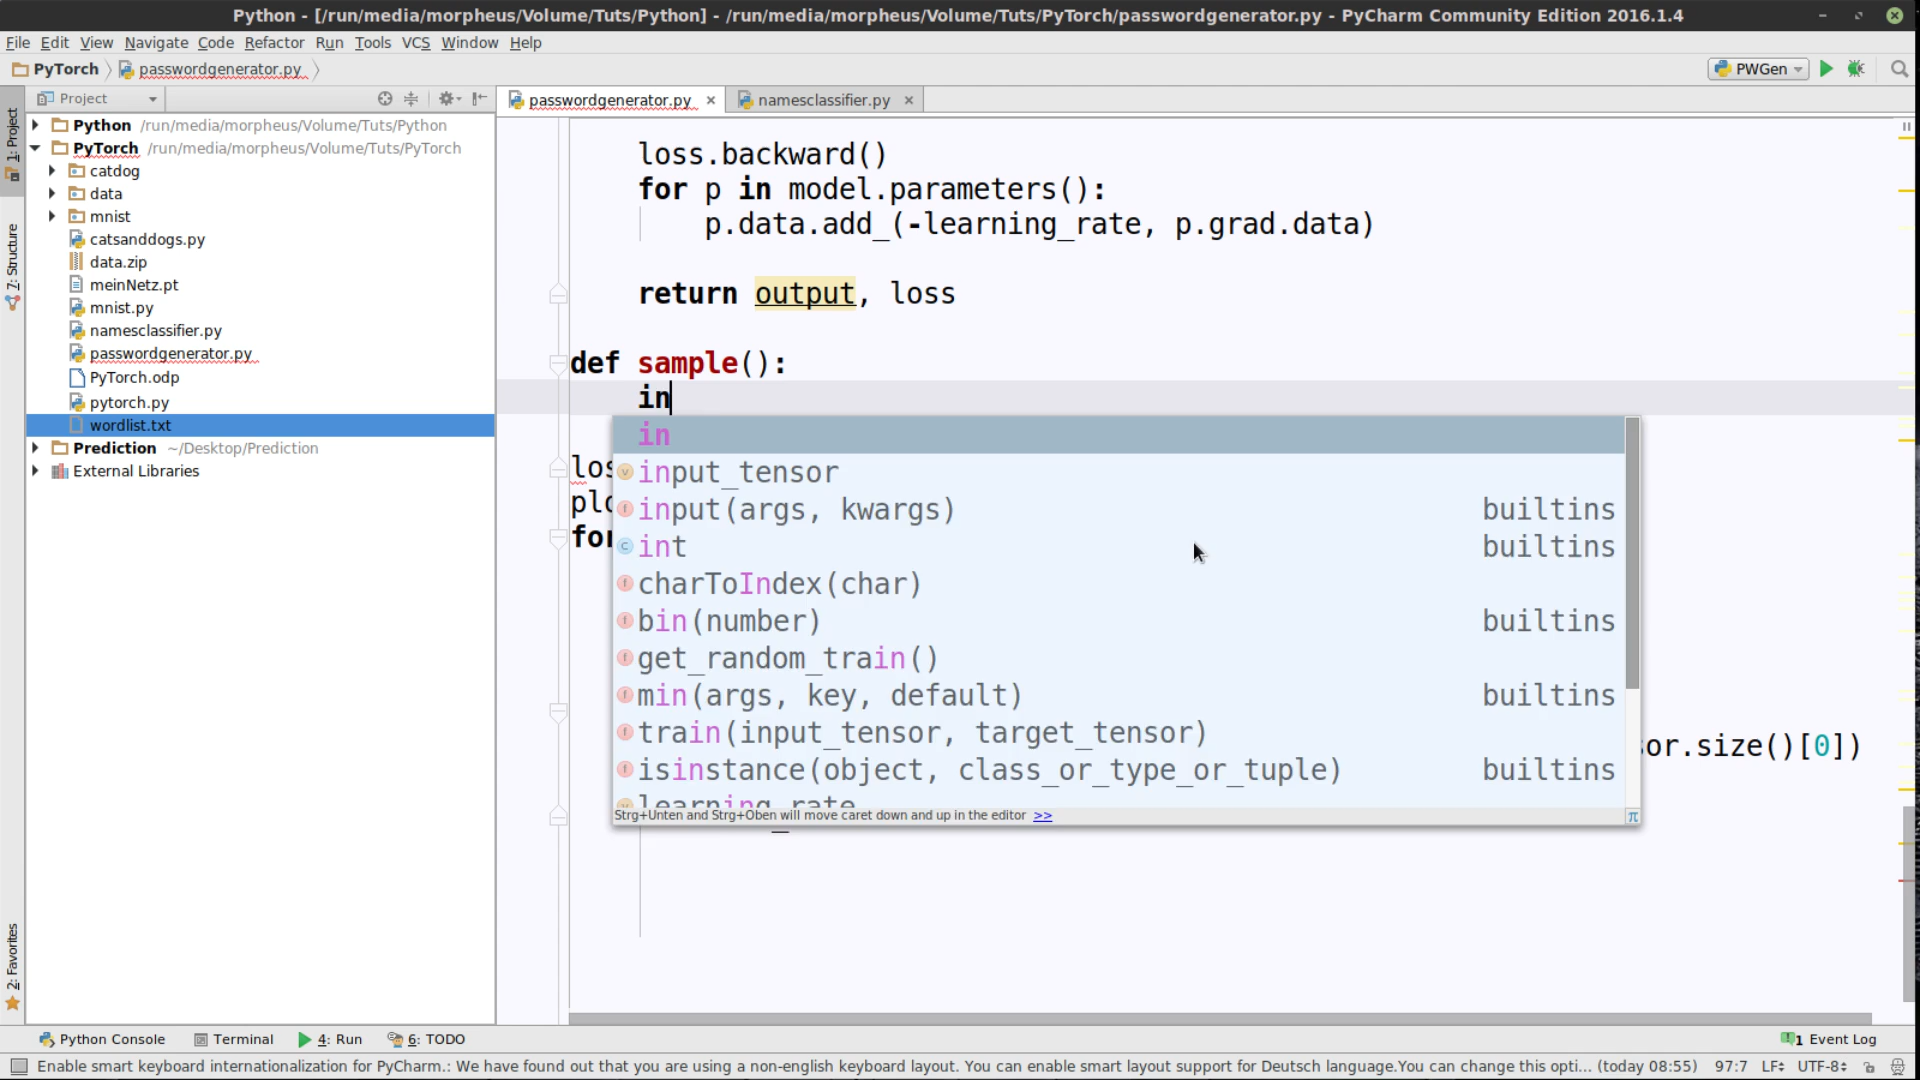 Python - [/run/media/morpheus/Volume/Tuts/Python] - /run/media/morpheus/Volume/Tuts/PyTorch/passwordgenerator.py - PyCharm Community Edition 2016.1.4
File Edit View Navigate Code Refactor Run Tools VCS Window Help
PyTorch passwordgenerator.py
PWGen
Project
passwordgenerator.py
namesclassifier.py
1: Project
7: Structure
2: Favorites
Python /run/media/morpheus/Volume/Tuts/Python
PyTorch /run/media/morpheus/Volume/Tuts/PyTorch
catdog
data
mnist
catsanddogs.py
data.zip
meinNetz.pt
mnist.py
namesclassifier.py
passwordgenerator.py
PyTorch.odp
pytorch.py
wordlist.txt
Prediction ~/Desktop/Prediction
External Libraries
loss.backward()
for p in model.parameters():
p.data.add_(-learning_rate, p.grad.data)
return output, loss
def sample():
in
los
plo
for
or.size()[0])
in
input_tensor
input(args, kwargs) builtins
int builtins
charToIndex(char)
bin(number) builtins
get_random_train()
min(args, key, default) builtins
train(input_tensor, target_tensor)
isinstance(object, class_or_type_or_tuple) builtins
learning_rate
Strg+Unten and Strg+Oben will move caret down and up in the editor >>
π
Python Console Terminal 4: Run 6: TODO
1 Event Log
Enable smart keyboard internationalization for PyCharm.: We have found out that you are using a non-english keyboard layout. You can enable smart layout support for Deutsch language.You can change this opti... (today 08:55) 97:7 LF UTF-8